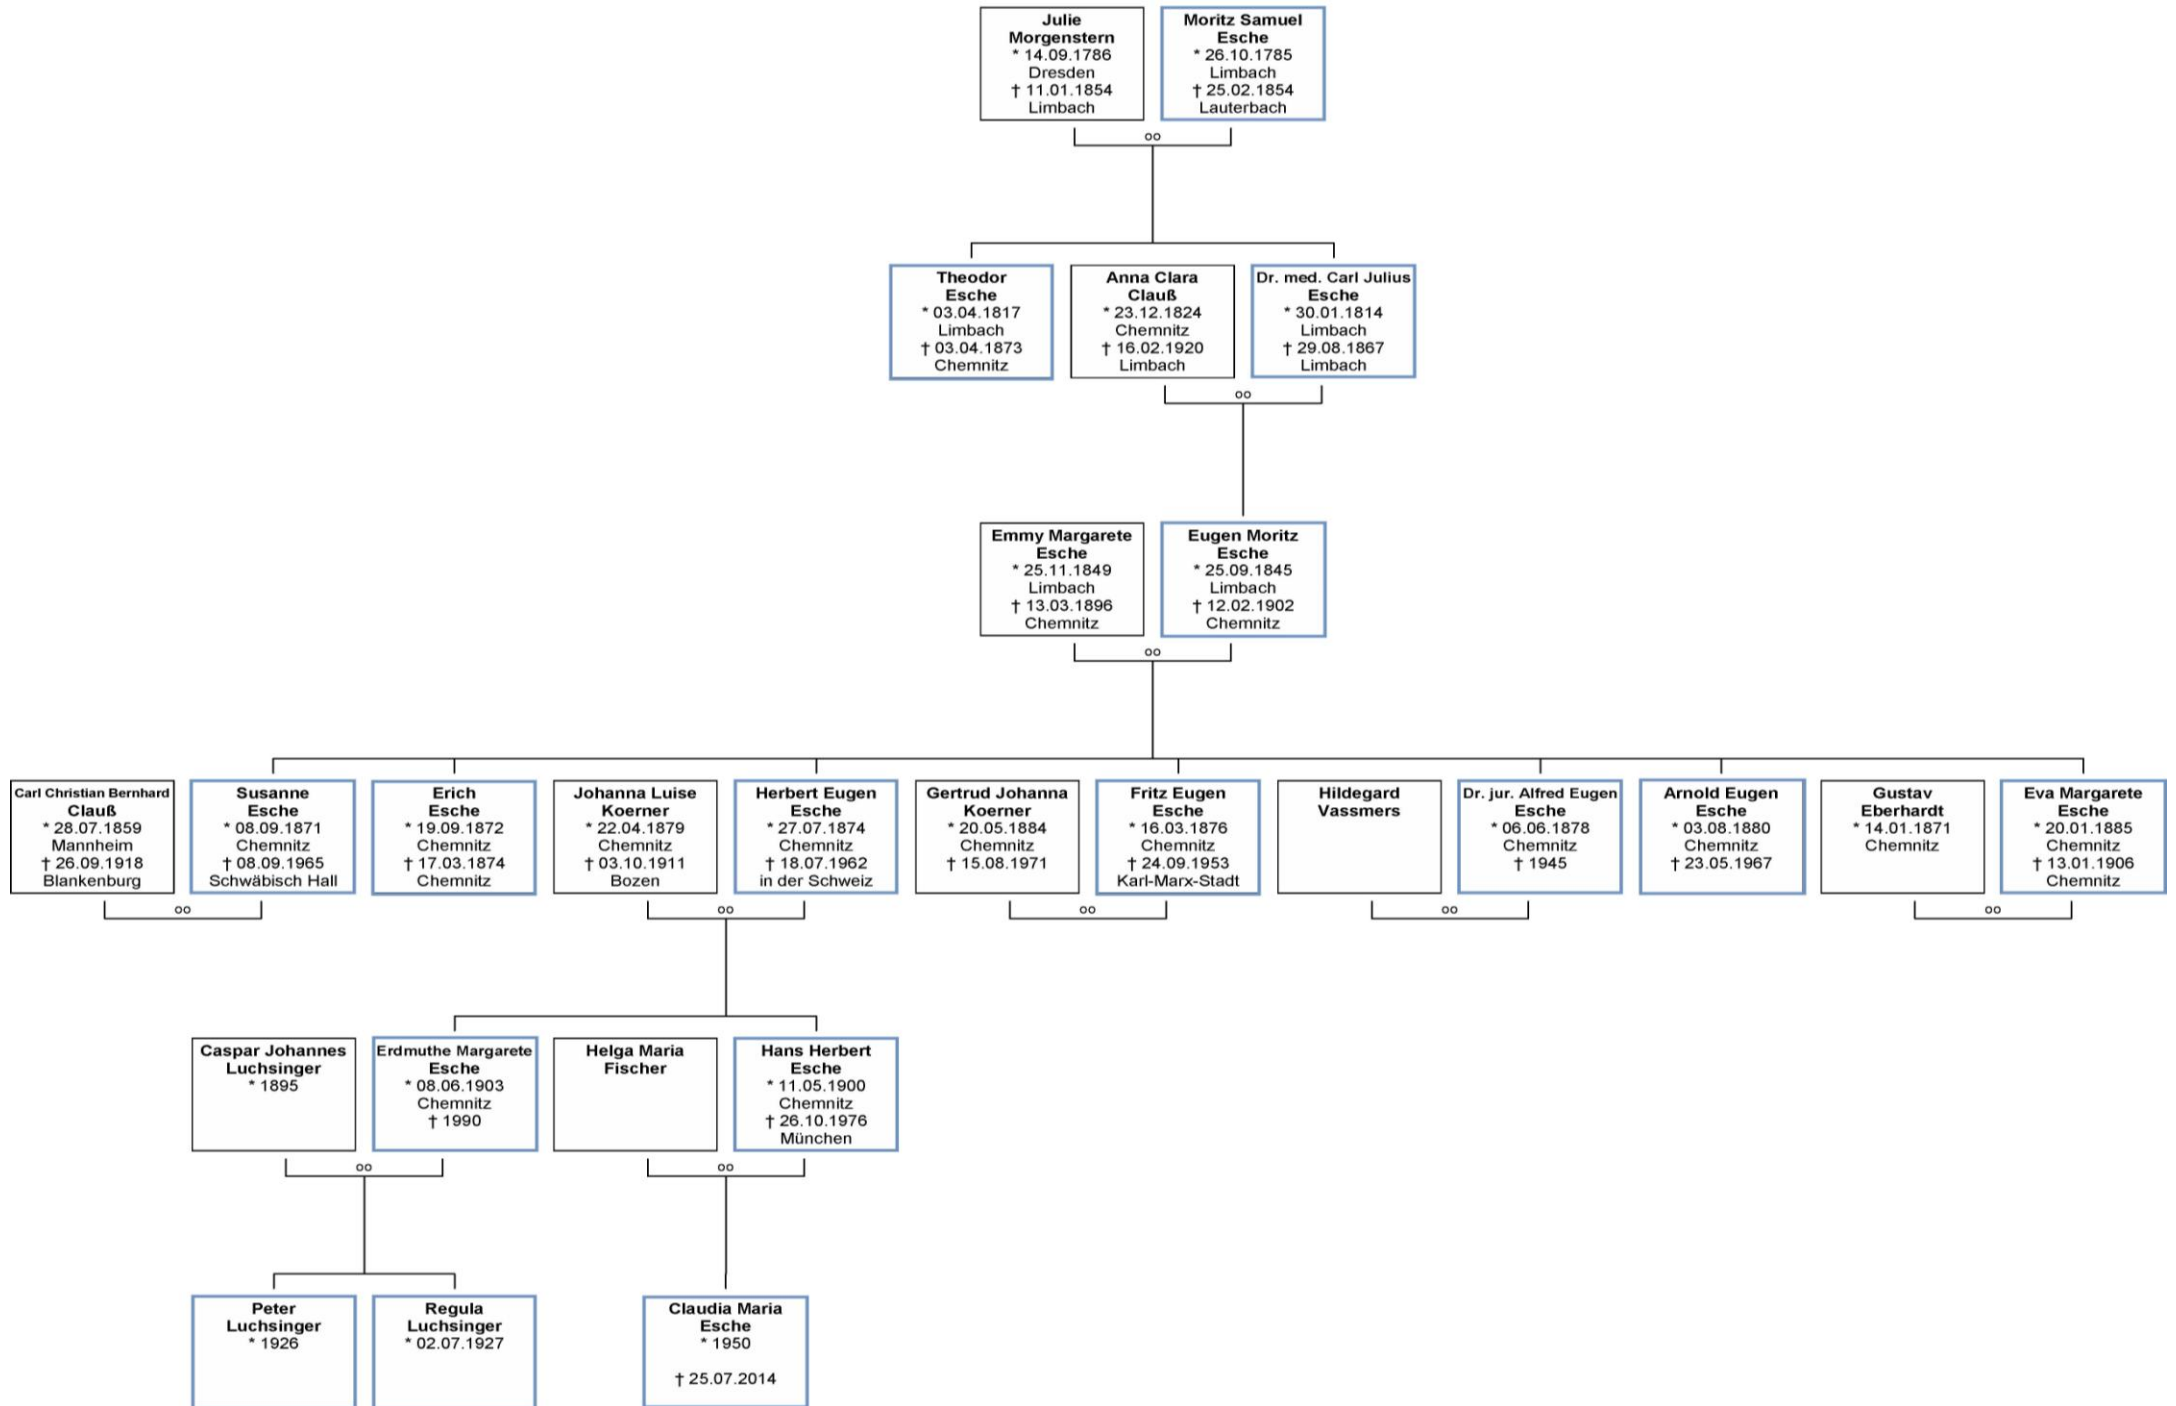 Julie
Morgenstern
* 14.09.1786
Dresden
† 11.01.1854
Limbach
Moritz Samuel
Esche
* 26.10.1785
Limbach
† 25.02.1854
Lauterbach
oo
Theodor
Esche
* 03.04.1817
Limbach
† 03.04.1873
Chemnitz
Anna Clara
Clauß
* 23.12.1824
Chemnitz
† 16.02.1920
Limbach
Dr. med. Carl Julius
Esche
* 30.01.1814
Limbach
† 29.08.1867
Limbach
oo
Emmy Margarete
Esche
* 25.11.1849
Limbach
† 13.03.1896
Chemnitz
Eugen Moritz
Esche
* 25.09.1845
Limbach
† 12.02.1902
Chemnitz
oo
Carl Christian Bernhard
Clauß
* 28.07.1859
Mannheim
† 26.09.1918
Blankenburg
Susanne
Esche
* 08.09.1871
Chemnitz
† 08.09.1965
Schwäbisch Hall
Erich
Esche
* 19.09.1872
Chemnitz
† 17.03.1874
Chemnitz
Johanna Luise
Koerner
* 22.04.1879
Chemnitz
† 03.10.1911
Bozen
Herbert Eugen
Esche
* 27.07.1874
Chemnitz
† 18.07.1962
in der Schweiz
Gertrud Johanna
Koerner
* 20.05.1884
Chemnitz
† 15.08.1971
Fritz Eugen
Esche
* 16.03.1876
Chemnitz
† 24.09.1953
Karl-Marx-Stadt
Hildegard
Vassmers
Dr. jur. Alfred Eugen
Esche
* 06.06.1878
Chemnitz
† 1945
Arnold Eugen
Esche
* 03.08.1880
Chemnitz
† 23.05.1967
Gustav
Eberhardt
* 14.01.1871
Chemnitz
Eva Margarete
Esche
* 20.01.1885
Chemnitz
† 13.01.1906
Chemnitz
oo
oo
oo
oo
oo
Caspar Johannes
Luchsinger
* 1895
Erdmuthe Margarete
Esche
* 08.06.1903
Chemnitz
† 1990
Helga Maria
Fischer
Hans Herbert
Esche
* 11.05.1900
Chemnitz
† 26.10.1976
München
oo
oo
Peter
Luchsinger
* 1926
Regula
Luchsinger
* 02.07.1927
Claudia Maria
Esche
* 1950
† 25.07.2014